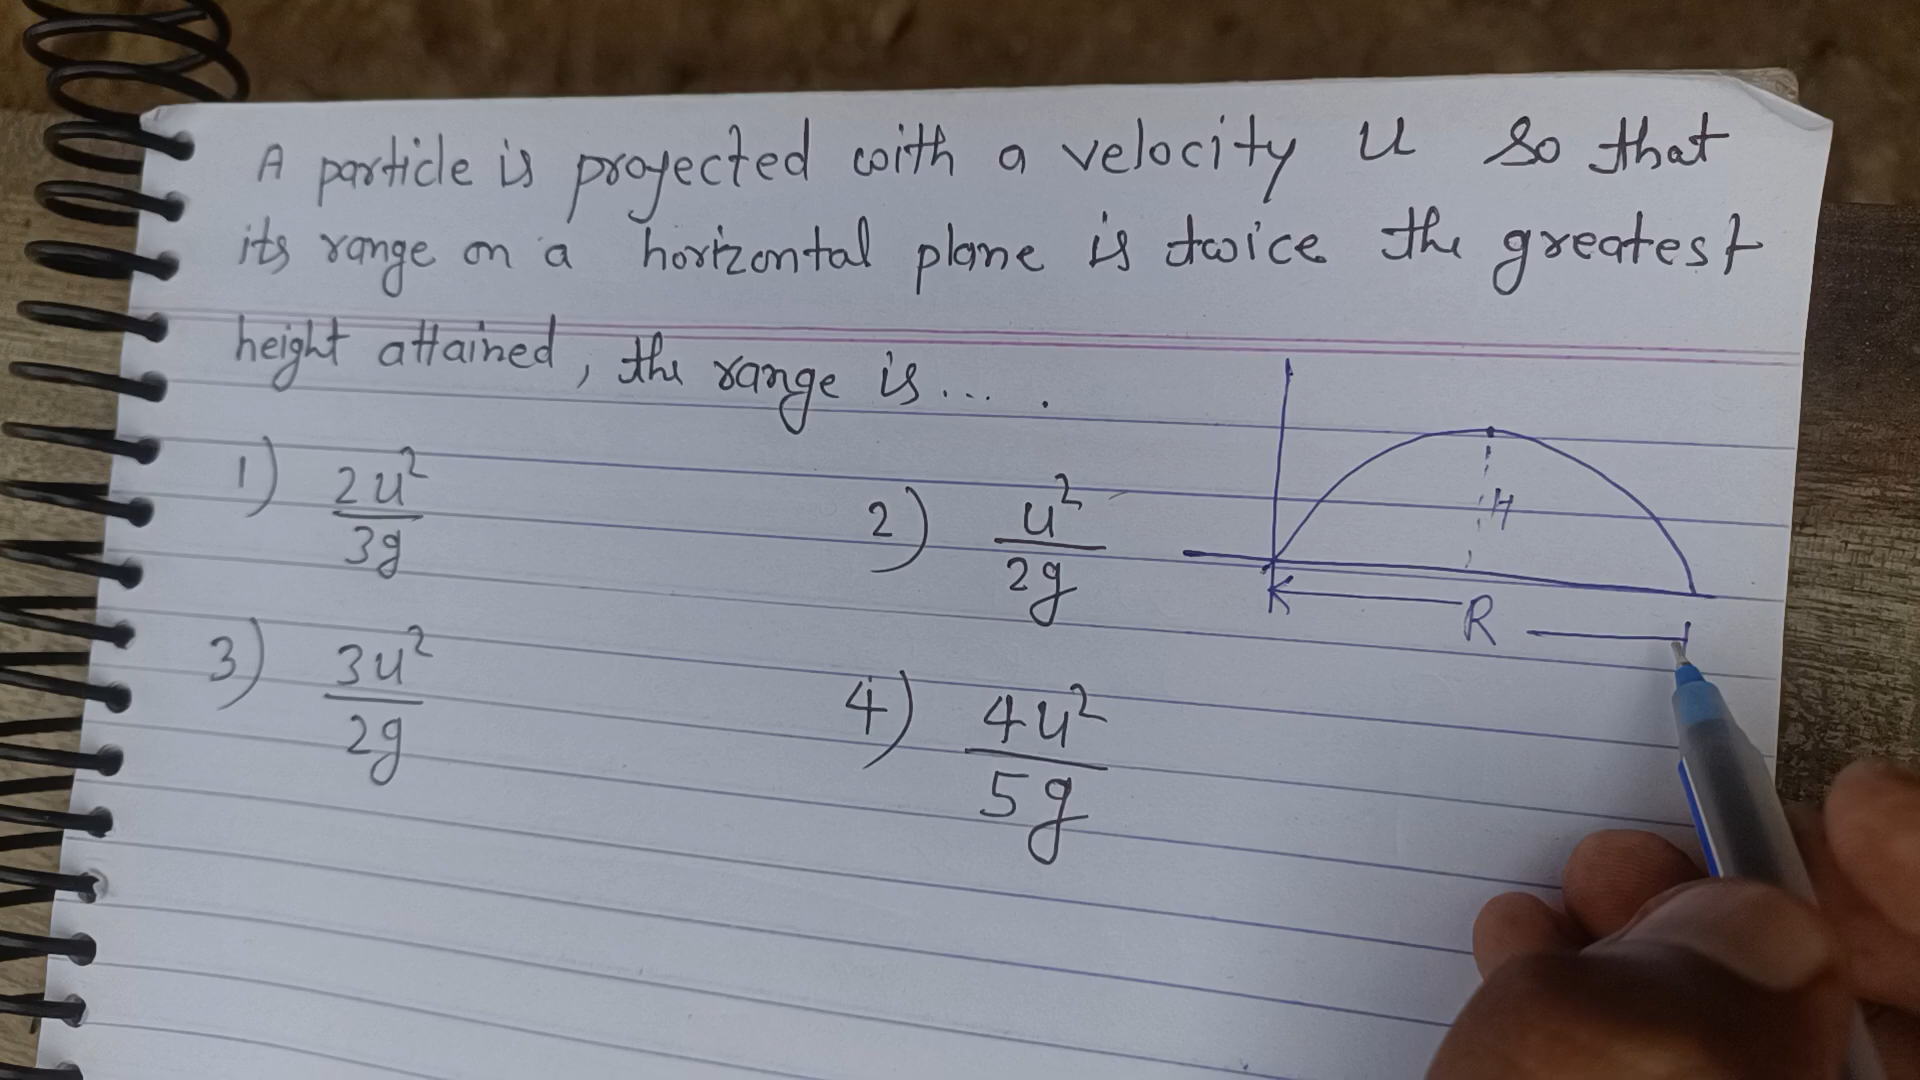 A particle is projected with a velocity u so that
its range on a horizontal plane is twice the greatest
height attained, the range is... .
1) 2u²/3g
2) u²/2g
3) 3u²/2g
4) 4u²/5g
H
R